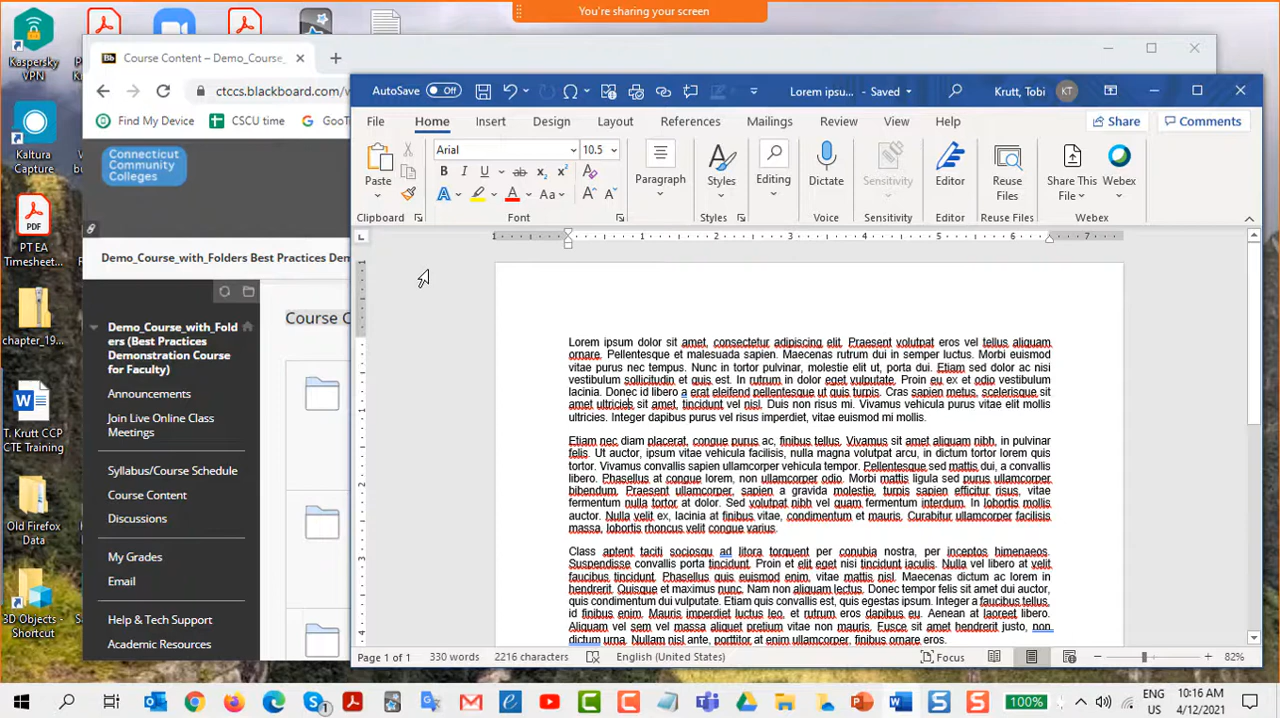 You're sharing your screen
Kaspersky VPN
Kaltura Capture
PT EA Timesheet...
chapter_19...
T. Krutt CCP CTE Training
Old Firefox Data
3D Objects - Shortcut
Course Content – Demo_Course_
ctccs.blackboard.com/
Find My Device
CSCU time
Connecticut
Community
Colleges
Demo_Course_with_Folders Best Practices Dem
Course C
Demo_Course_with_Fold
ers (Best Practices
Demonstration Course
for Faculty)
Announcements
Join Live Online Class
Meetings
Syllabus/Course Schedule
Course Content
Discussions
My Grades
Email
Help & Tech Support
Academic Resources
AutoSave Off Lorem ipsu... - Saved Krutt, Tobi KT
File Home Insert Design Layout References Mailings Review View Help Share Comments
Arial 10.5
Paste Paragraph Styles Editing Dictate Sensitivity Editor Reuse Files Share This File Webex
Clipboard Font Styles Voice Sensitivity Editor Reuse Files Webex
1 1 2 3 4 5 6 7
Lorem ipsum dolor sit amet, consectetur adipiscing elit. Praesent volutpat eros vel tellus aliquam
ornare. Pellentesque et malesuada sapien. Maecenas rutrum dui in semper luctus. Morbi euismod
vitae purus nec tempus. Nunc in tortor pulvinar, molestie elit ut, porta dui. Etiam sed dolor ac nisi
vestibulum sollicitudin et quis est. In rutrum in dolor eget vulputate. Proin eu ex et odio vestibulum
lacinia. Donec id libero a erat eleifend pellentesque ut quis turpis. Cras sapien metus, scelerisque sit
amet ultricies sit amet, tincidunt vel nisl. Duis non risus mi. Vivamus vehicula purus vitae elit mollis
ultricies. Integer dapibus purus vel risus imperdiet, vitae euismod mi mollis.
Etiam nec diam placerat, congue purus ac, finibus tellus. Vivamus sit amet aliquam nibh, in pulvinar
felis. Ut auctor, ipsum vitae vehicula facilisis, nulla magna volutpat arcu, in dictum tortor lorem quis
tortor. Vivamus convallis sapien ullamcorper vehicula tempor. Pellentesque sed mattis dui, a convallis
libero. Phasellus at congue lorem, non ullamcorper odio. Morbi mattis ligula sed purus ullamcorper
bibendum. Praesent ullamcorper, sapien a gravida molestie, turpis sapien efficitur risus, vitae
fermentum nulla tortor at dolor. Sed volutpat nibh vel quam fermentum interdum. In lobortis mollis
auctor. Nulla velit ex, lacinia at finibus vitae, condimentum et mauris. Curabitur ullamcorper facilisis
massa, lobortis rhoncus velit congue varius.
Class aptent taciti sociosqu ad litora torquent per conubia nostra, per inceptos himenaeos.
Suspendisse convallis porta tincidunt. Proin et elit eget nisi tincidunt iaculis. Nulla vel libero at velit
faucibus tincidunt. Phasellus quis euismod enim, vitae mattis nisl. Maecenas dictum ac lorem in
hendrerit. Quisque et maximus nunc. Nam non aliquam lectus. Donec tempor felis sit amet dui auctor,
quis condimentum dui vulputate. Etiam quis convallis est, quis egestas ipsum. Integer a faucibus tellus,
id finibus enim. Mauris imperdiet luctus leo, et rutrum eros dapibus eu. Aenean at laoreet libero.
Aliquam vel sem vel massa aliquet pretium vitae non mauris. Fusce sit amet hendrerit justo, non
dictum urna. Nullam nisl ante, porttitor at enim ullamcorper, finibus ornare eros.
Page 1 of 1 330 words 2216 characters English (United States) Focus 82%
100% ENG US 10:16 AM 4/12/2021